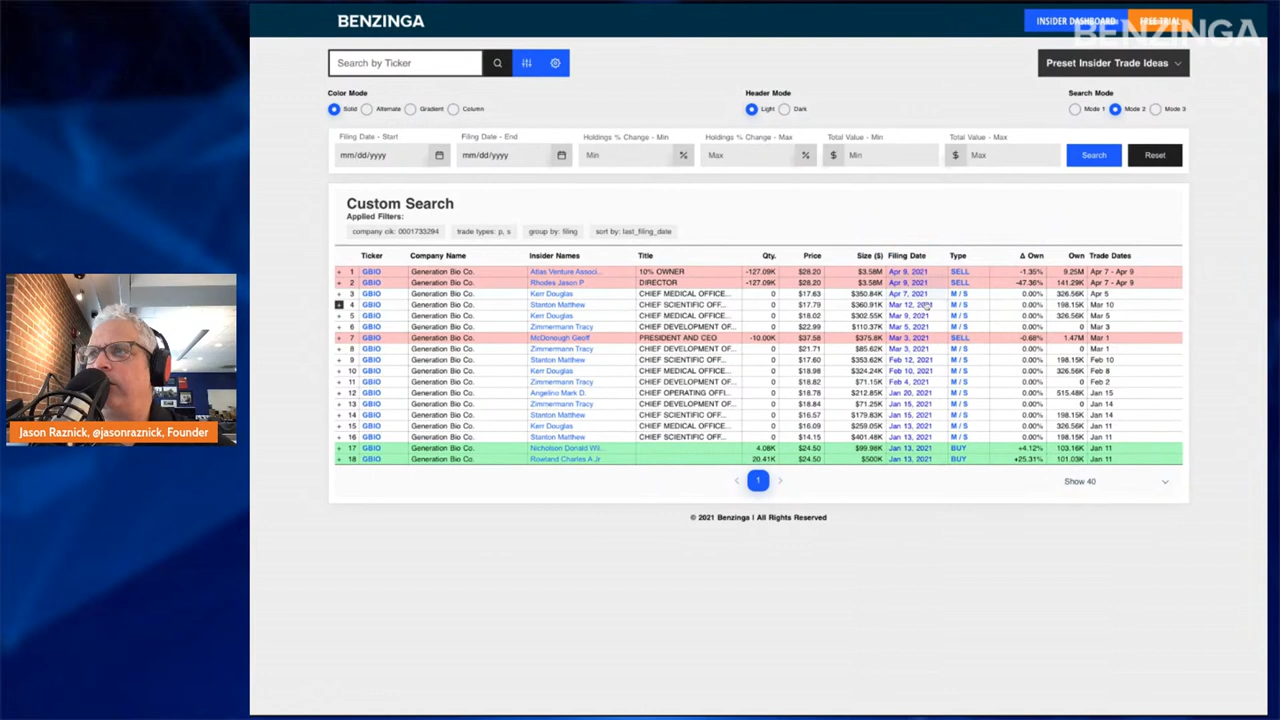 BENZINGA
INSIDER DASHBOARD FREE TRIAL
BENZINGA
Search by Ticker
Preset Insider Trade Ideas
Color Mode Header Mode Search Mode
Solid Alternate Gradient Column Light Dark Mode 1 Mode 2 Mode 3
Filing Date - Start Filing Date - End Holdings % Change - Min Holdings % Change - Max Total Value - Min Total Value - Max
mm/dd/yyyy mm/dd/yyyy Min % Max % $ Min $ Max Search Reset
Custom Search
Applied Filters:
company cik: 0001733294 trade types: p, s group by: filing sort by: last_filing_date
Ticker Company Name Insider Names Title Qty. Price Size ($) Filing Date Type Δ Own Own Trade Dates
+ 1 GBIO Generation Bio Co. Atlas Venture Associ... 10% OWNER -127.09K $28.20 $3.58M Apr 9, 2021 SELL -1.35% 9.25M Apr 7 - Apr 9
+ 2 GBIO Generation Bio Co. Rhodes Jason P DIRECTOR -127.09K $28.20 $3.58M Apr 9, 2021 SELL -47.36% 141.29K Apr 7 - Apr 9
+ 3 GBIO Generation Bio Co. Kerr Douglas CHIEF MEDICAL OFFICE... 0 $17.63 $350.84K Apr 7, 2021 M / S 0.00% 326.56K Apr 5
+ 4 GBIO Generation Bio Co. Stanton Matthew CHIEF SCIENTIFIC OFF... 0 $17.79 $360.91K Mar 12, 2021 M / S 0.00% 198.15K Mar 10
+ 5 GBIO Generation Bio Co. Kerr Douglas CHIEF MEDICAL OFFICE... 0 $18.02 $302.55K Mar 9, 2021 M / S 0.00% 326.56K Mar 5
+ 6 GBIO Generation Bio Co. Zimmermann Tracy CHIEF DEVELOPMENT OF... 0 $22.99 $110.37K Mar 5, 2021 M / S 0.00% 0 Mar 3
+ 7 GBIO Generation Bio Co. McDonough Geoff PRESIDENT AND CEO -10.00K $37.58 $375.8K Mar 3, 2021 SELL -0.68% 1.47M Mar 1
+ 8 GBIO Generation Bio Co. Zimmermann Tracy CHIEF DEVELOPMENT OF... 0 $21.71 $85.62K Mar 3, 2021 M / S 0.00% 0 Mar 1
+ 9 GBIO Generation Bio Co. Stanton Matthew CHIEF SCIENTIFIC OFF... 0 $17.60 $353.62K Feb 12, 2021 M / S 0.00% 198.15K Feb 10
+ 10 GBIO Generation Bio Co. Kerr Douglas CHIEF MEDICAL OFFICE... 0 $18.98 $324.24K Feb 10, 2021 M / S 0.00% 326.56K Feb 8
+ 11 GBIO Generation Bio Co. Zimmermann Tracy CHIEF DEVELOPMENT OF... 0 $18.82 $71.15K Feb 4, 2021 M / S 0.00% 0 Feb 2
+ 12 GBIO Generation Bio Co. Angelino Mark D. CHIEF OPERATING OFFI... 0 $18.78 $212.85K Jan 20, 2021 M / S 0.00% 515.48K Jan 15
+ 13 GBIO Generation Bio Co. Zimmermann Tracy CHIEF DEVELOPMENT OF... 0 $18.84 $71.25K Jan 15, 2021 M / S 0.00% 0 Jan 14
+ 14 GBIO Generation Bio Co. Stanton Matthew CHIEF SCIENTIFIC OFF... 0 $16.57 $179.83K Jan 15, 2021 M / S 0.00% 198.15K Jan 14
+ 15 GBIO Generation Bio Co. Kerr Douglas CHIEF MEDICAL OFFICE... 0 $16.09 $259.05K Jan 13, 2021 M / S 0.00% 326.56K Jan 11
+ 16 GBIO Generation Bio Co. Stanton Matthew CHIEF SCIENTIFIC OFF... 0 $14.15 $401.48K Jan 13, 2021 M / S 0.00% 198.15K Jan 11
+ 17 GBIO Generation Bio Co. Nicholson Donald Wil... 4.08K $24.50 $99.98K Jan 13, 2021 BUY +4.12% 103.16K Jan 11
+ 18 GBIO Generation Bio Co. Rowland Charles A Jr 20.41K $24.50 $500K Jan 13, 2021 BUY +25.31% 101.03K Jan 11
1 Show 40
© 2021 Benzinga | All Rights Reserved
Jason Raznick, @jasonraznick, Founder